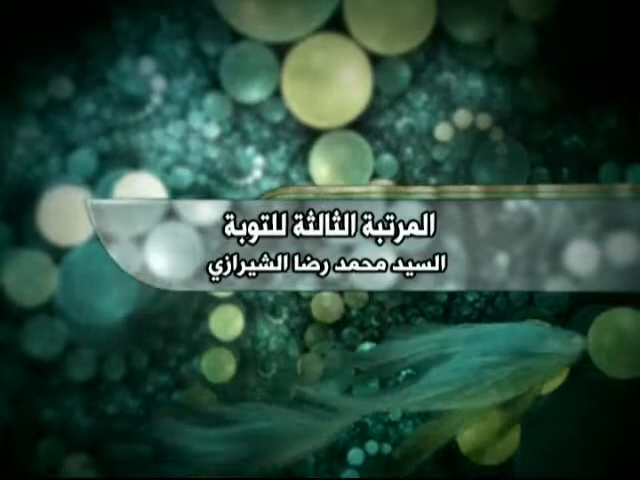 المرتبة الثالثة للتوبة
السيد محمد رضا الشيرازي